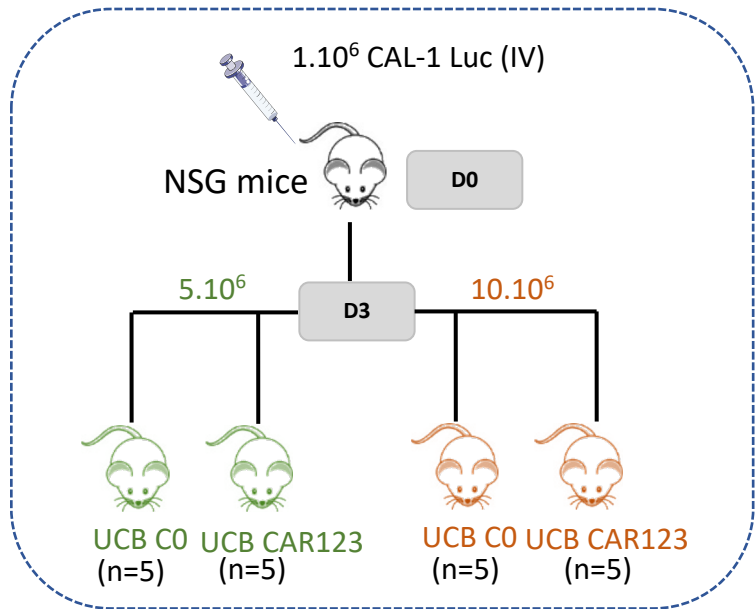 1.10⁶ CAL-1 Luc (IV)
NSG mice
D0
5.10⁶
D3
10.10⁶
UCB C0
(n=5)
UCB CAR123
(n=5)
UCB C0
(n=5)
UCB CAR123
(n=5)